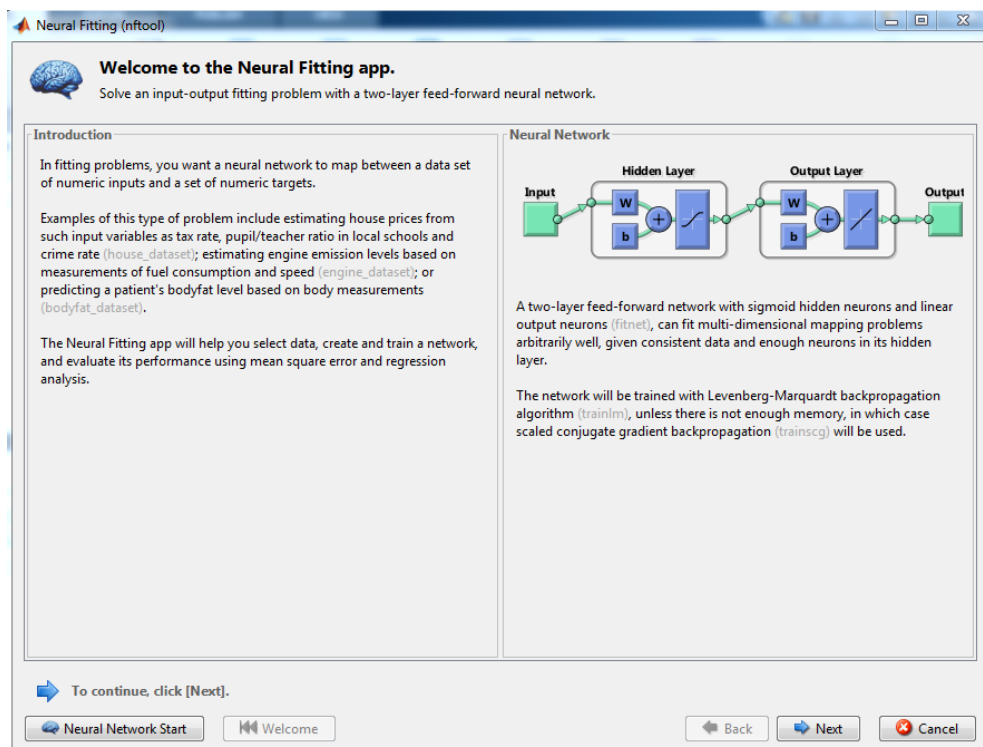 Neural Fitting (nftool)
Welcome to the Neural Fitting app.
Solve an input-output fitting problem with a two-layer feed-forward neural network.
Introduction
In fitting problems, you want a neural network to map between a data set
of numeric inputs and a set of numeric targets.
Examples of this type of problem include estimating house prices from
such input variables as tax rate, pupil/teacher ratio in local schools and
crime rate (house_dataset); estimating engine emission levels based on
measurements of fuel consumption and speed (engine_dataset); or
predicting a patient's bodyfat level based on body measurements
(bodyfat_dataset).
The Neural Fitting app will help you select data, create and train a network,
and evaluate its performance using mean square error and regression
analysis.
Neural Network
Hidden Layer
Output Layer
Input
Output
W
b
+
W
b
+
A two-layer feed-forward network with sigmoid hidden neurons and linear
output neurons (fitnet), can fit multi-dimensional mapping problems
arbitrarily well, given consistent data and enough neurons in its hidden
layer.
The network will be trained with Levenberg-Marquardt backpropagation
algorithm (trainlm), unless there is not enough memory, in which case
scaled conjugate gradient backpropagation (trainscg) will be used.
To continue, click [Next].
Neural Network Start
Welcome
Back
Next
Cancel